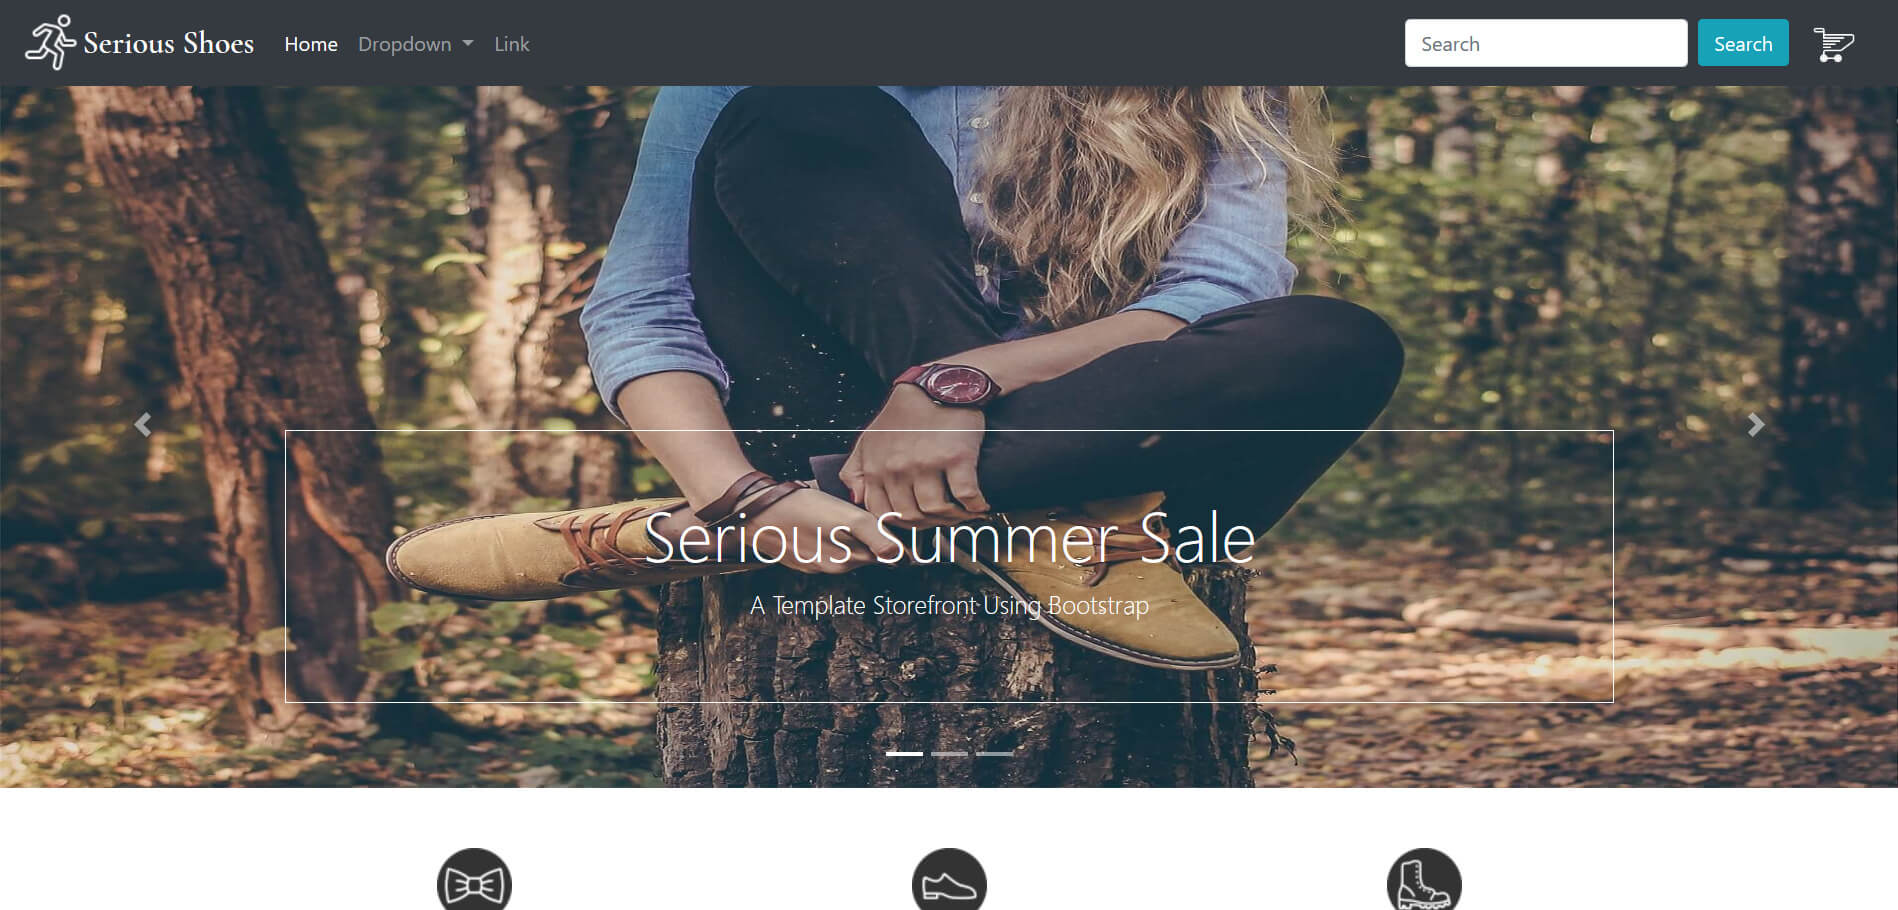 Serious Shoes
Home
Dropdown
Link
Search
Search
Serious Summer Sale
A Template Storefront Using Bootstrap